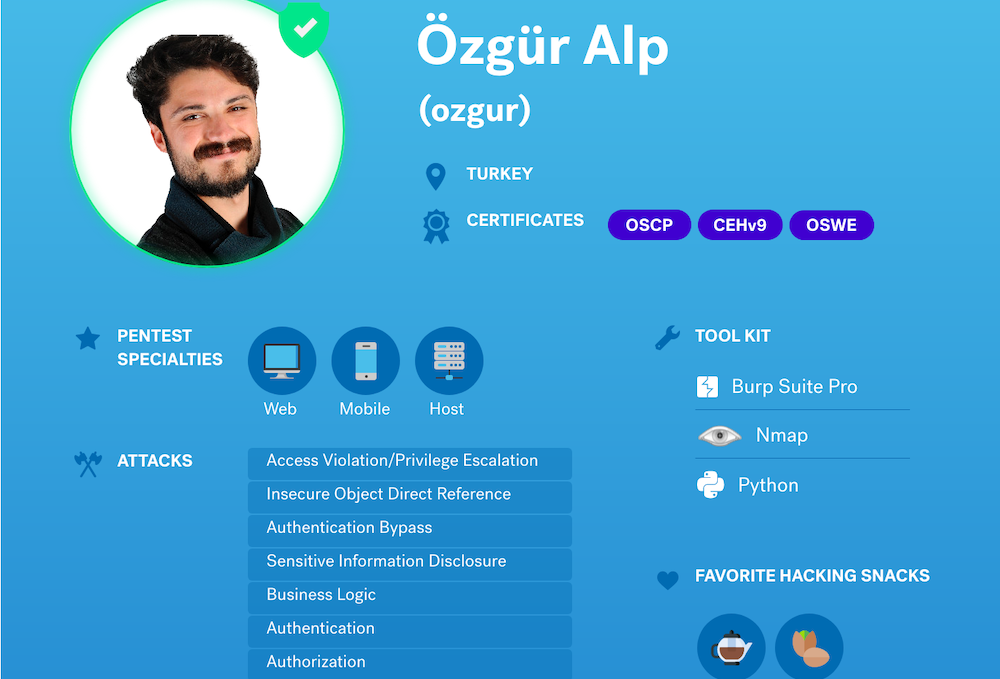 Özgür Alp
(ozgur)
TURKEY
CERTIFICATES
OSCP
CEHv9
OSWE
PENTEST
SPECIALTIES
Web
Mobile
Host
ATTACKS
Access Violation/Privilege Escalation
Insecure Object Direct Reference
Authentication Bypass
Sensitive Information Disclosure
Business Logic
Authentication
Authorization
TOOL KIT
Burp Suite Pro
Nmap
Python
FAVORITE HACKING SNACKS